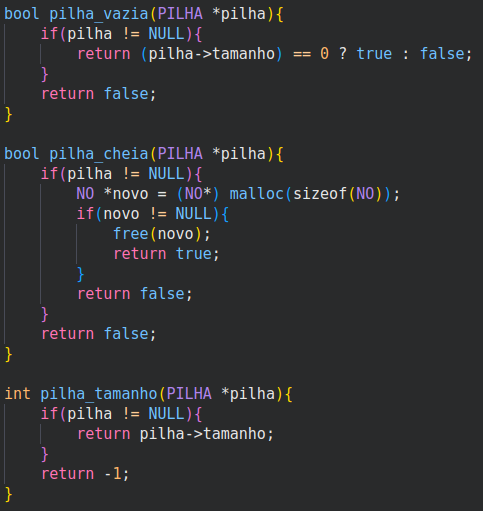 bool pilha_vazia(PILHA *pilha){
    if(pilha != NULL){
        return (pilha->tamanho) == 0 ? true : false;
    }
    return false;
}

bool pilha_cheia(PILHA *pilha){
    if(pilha != NULL){
        NO *novo = (NO*) malloc(sizeof(NO));
        if(novo != NULL){
            free(novo);
            return true;
        }
        return false;
    }
    return false;
}

int pilha_tamanho(PILHA *pilha){
    if(pilha != NULL){
        return pilha->tamanho;
    }
    return -1;
}